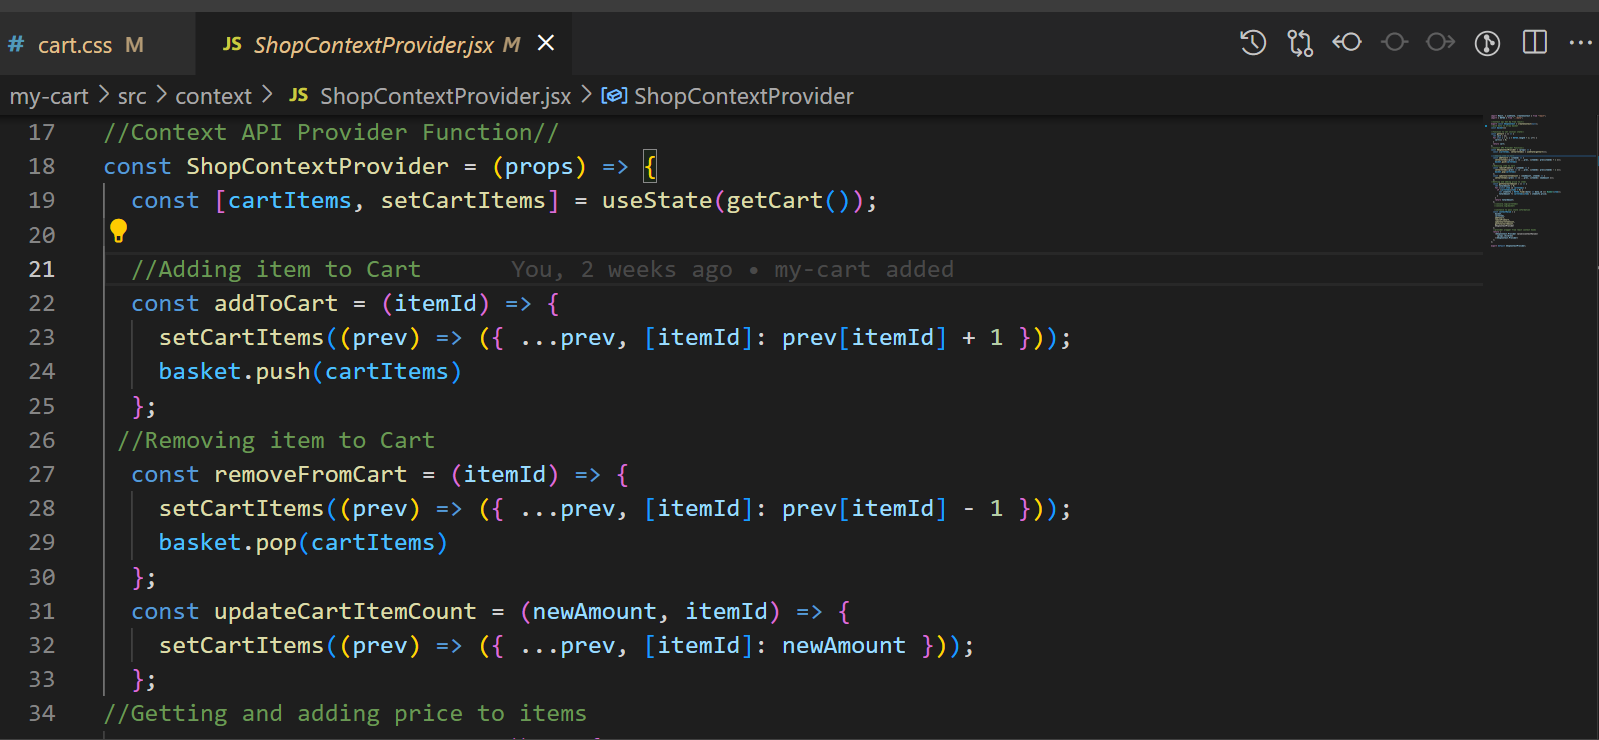 # cart.css M JS ShopContextProvider.jsx M
my-cart > src > context > JS ShopContextProvider.jsx > ShopContextProvider
17 //Context API Provider Function//
18 const ShopContextProvider = (props) => {
19 const [cartItems, setCartItems] = useState(getCart());
20
21 //Adding item to Cart You, 2 weeks ago • my-cart added
22 const addToCart = (itemId) => {
23 setCartItems((prev) => ({ ...prev, [itemId]: prev[itemId] + 1 }));
24 basket.push(cartItems)
25 };
26 //Removing item to Cart
27 const removeFromCart = (itemId) => {
28 setCartItems((prev) => ({ ...prev, [itemId]: prev[itemId] - 1 }));
29 basket.pop(cartItems)
30 };
31 const updateCartItemCount = (newAmount, itemId) => {
32 setCartItems((prev) => ({ ...prev, [itemId]: newAmount }));
33 };
34 //Getting and adding price to items